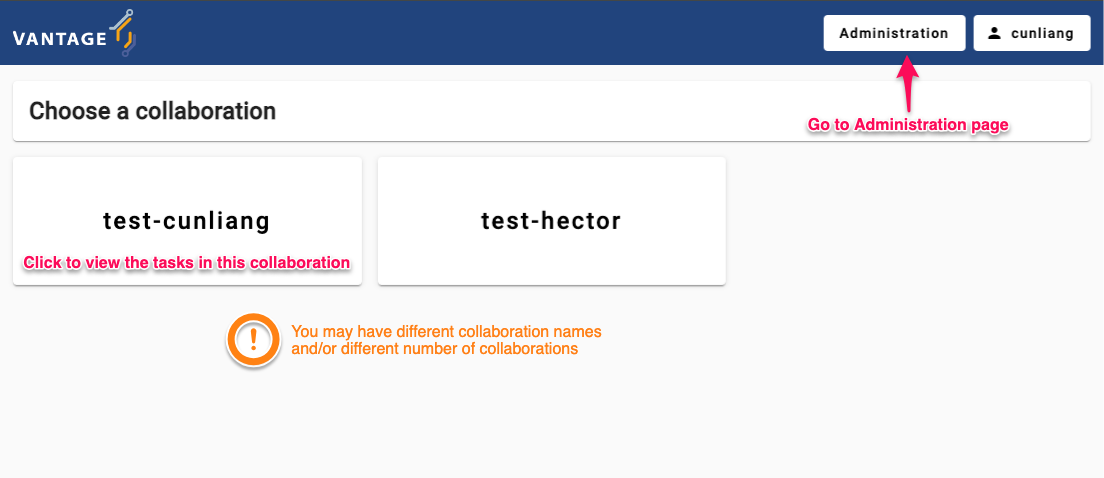 VANTAGE
Administration
cunliang
Choose a collaboration
Go to Administration page
test-cunliang
test-hector
Click to view the tasks in this collaboration
!
You may have different collaboration names
and/or different number of collaborations